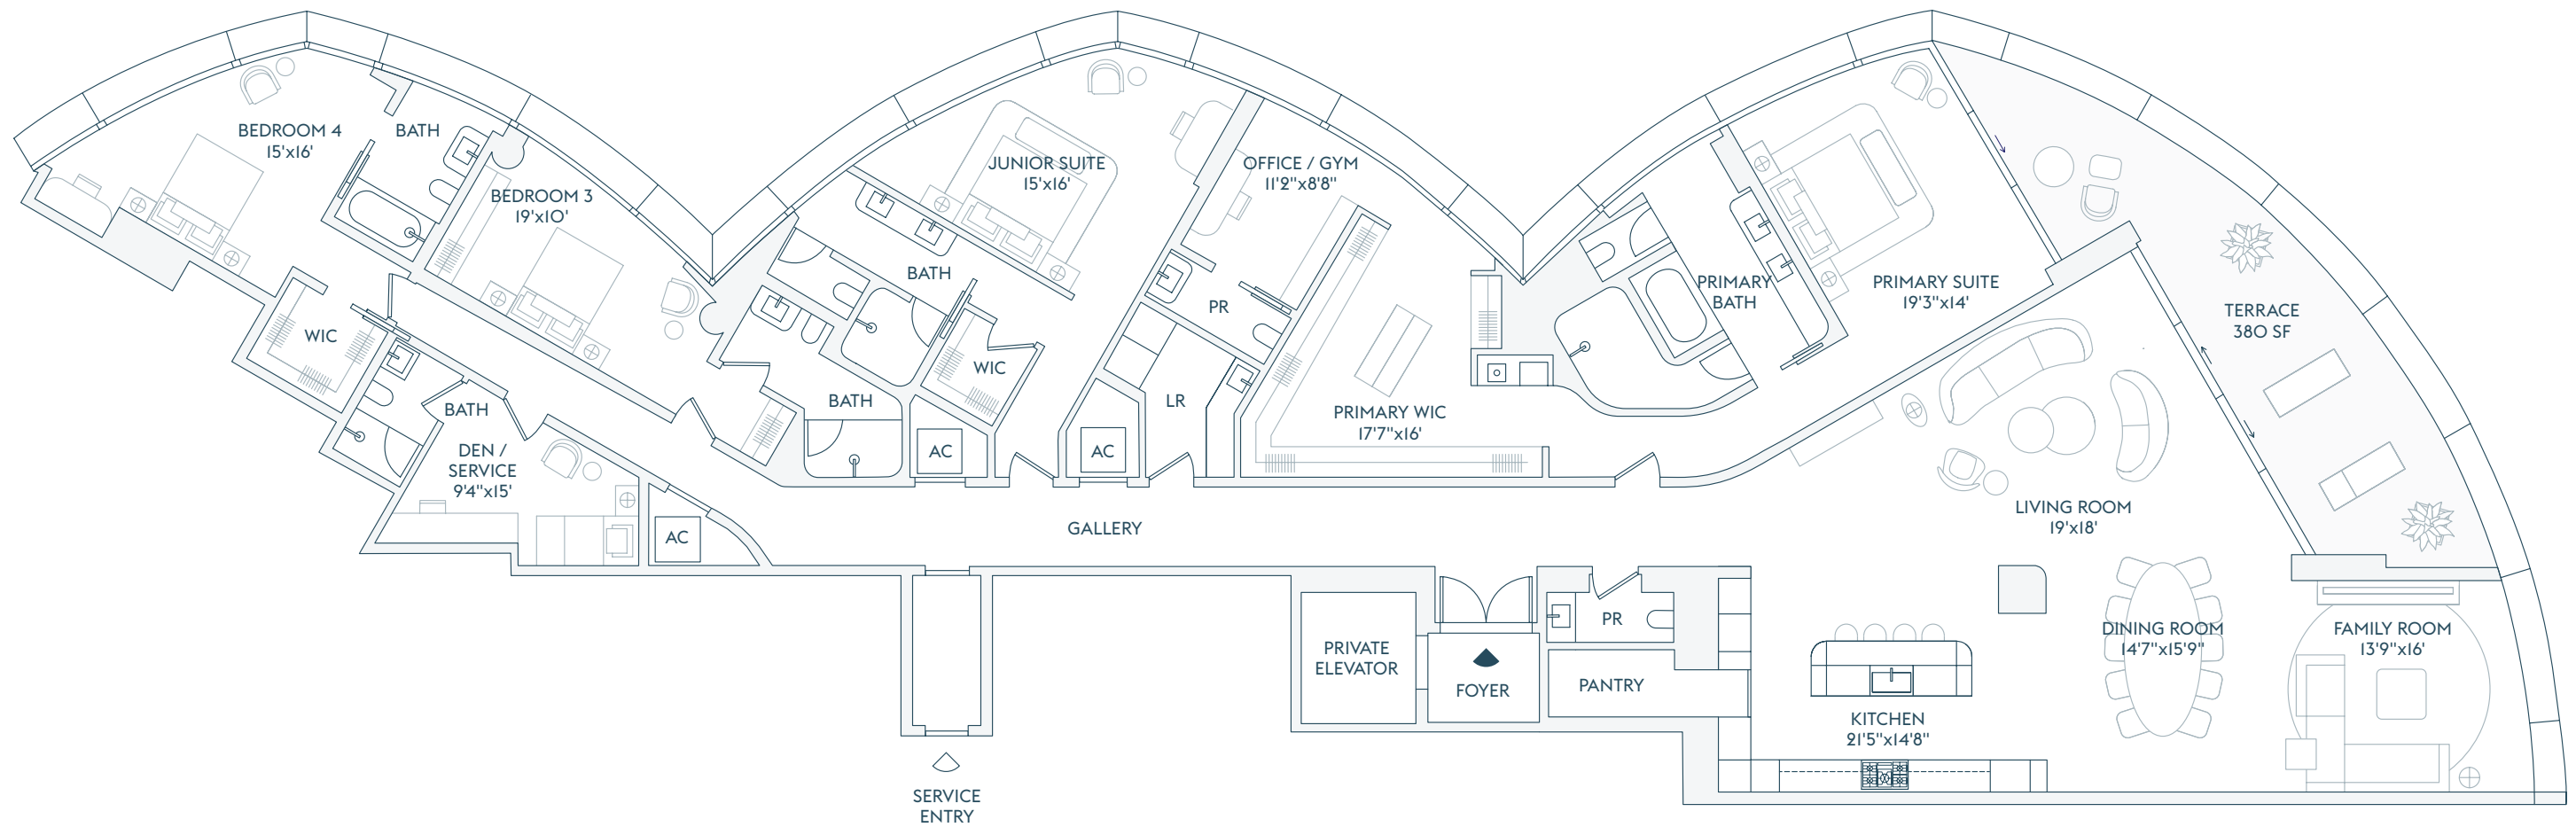 BEDROOM 4
15'x16'
BATH
BEDROOM 3
19'x10'
WIC
BATH
DEN /
SERVICE
9'4"x15'
AC
JUNIOR SUITE
15'x16'
BATH
WIC
BATH
AC
AC
OFFICE / GYM
11'2"x8'8"
PR
LR
PRIMARY WIC
17'7"x16'
PRIMARY
BATH
PRIMARY SUITE
19'3"x14'
TERRACE
380 SF
LIVING ROOM
19'x18'
GALLERY
DINING ROOM
14'7"x15'9"
FAMILY ROOM
13'9"x16'
PR
PRIVATE
ELEVATOR
FOYER
PANTRY
KITCHEN
21'5"x14'8"
SERVICE
ENTRY